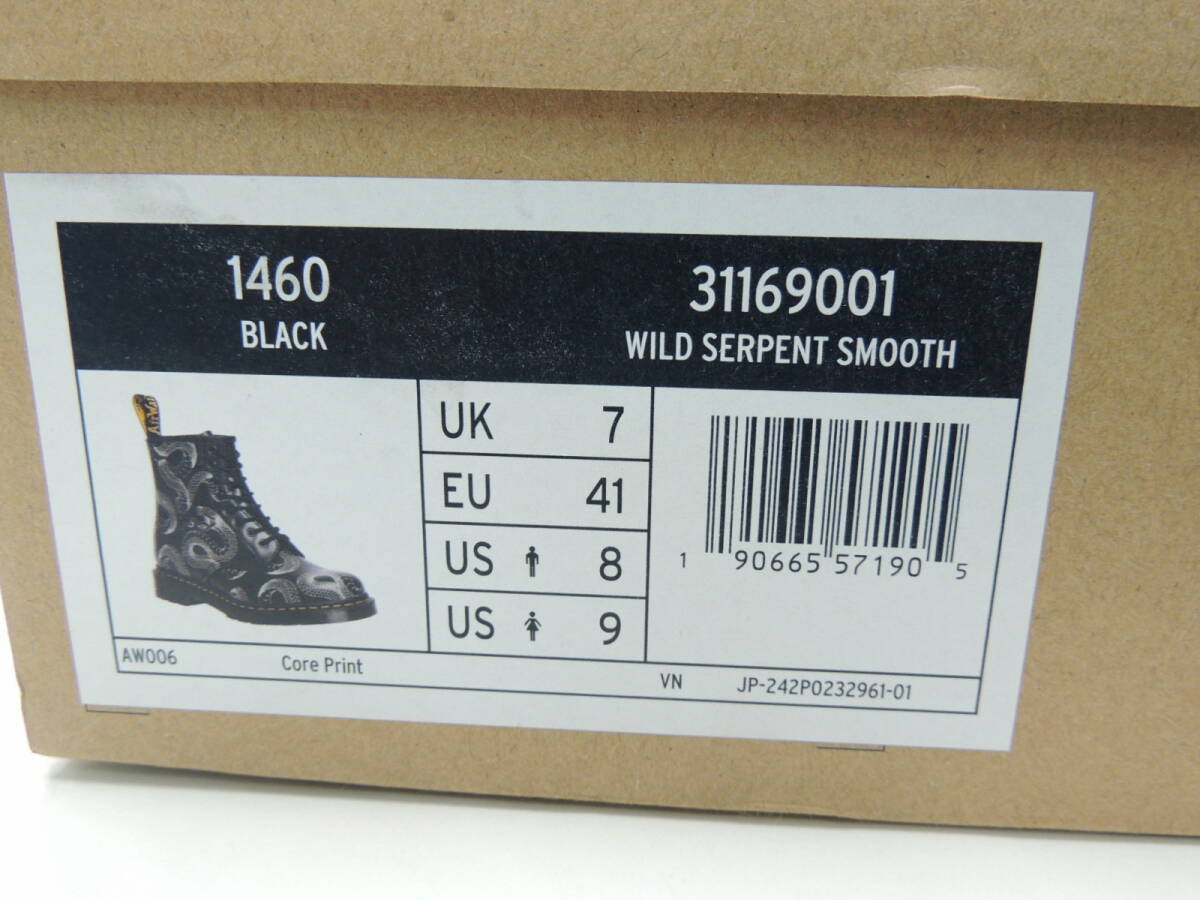 1460
BLACK
31169001
WILD SERPENT SMOOTH
AirWai
UK 7
EU 41
US 8
US 9
1 90665 57190 5
AW006 Core Print VN JP-242P0232961-01